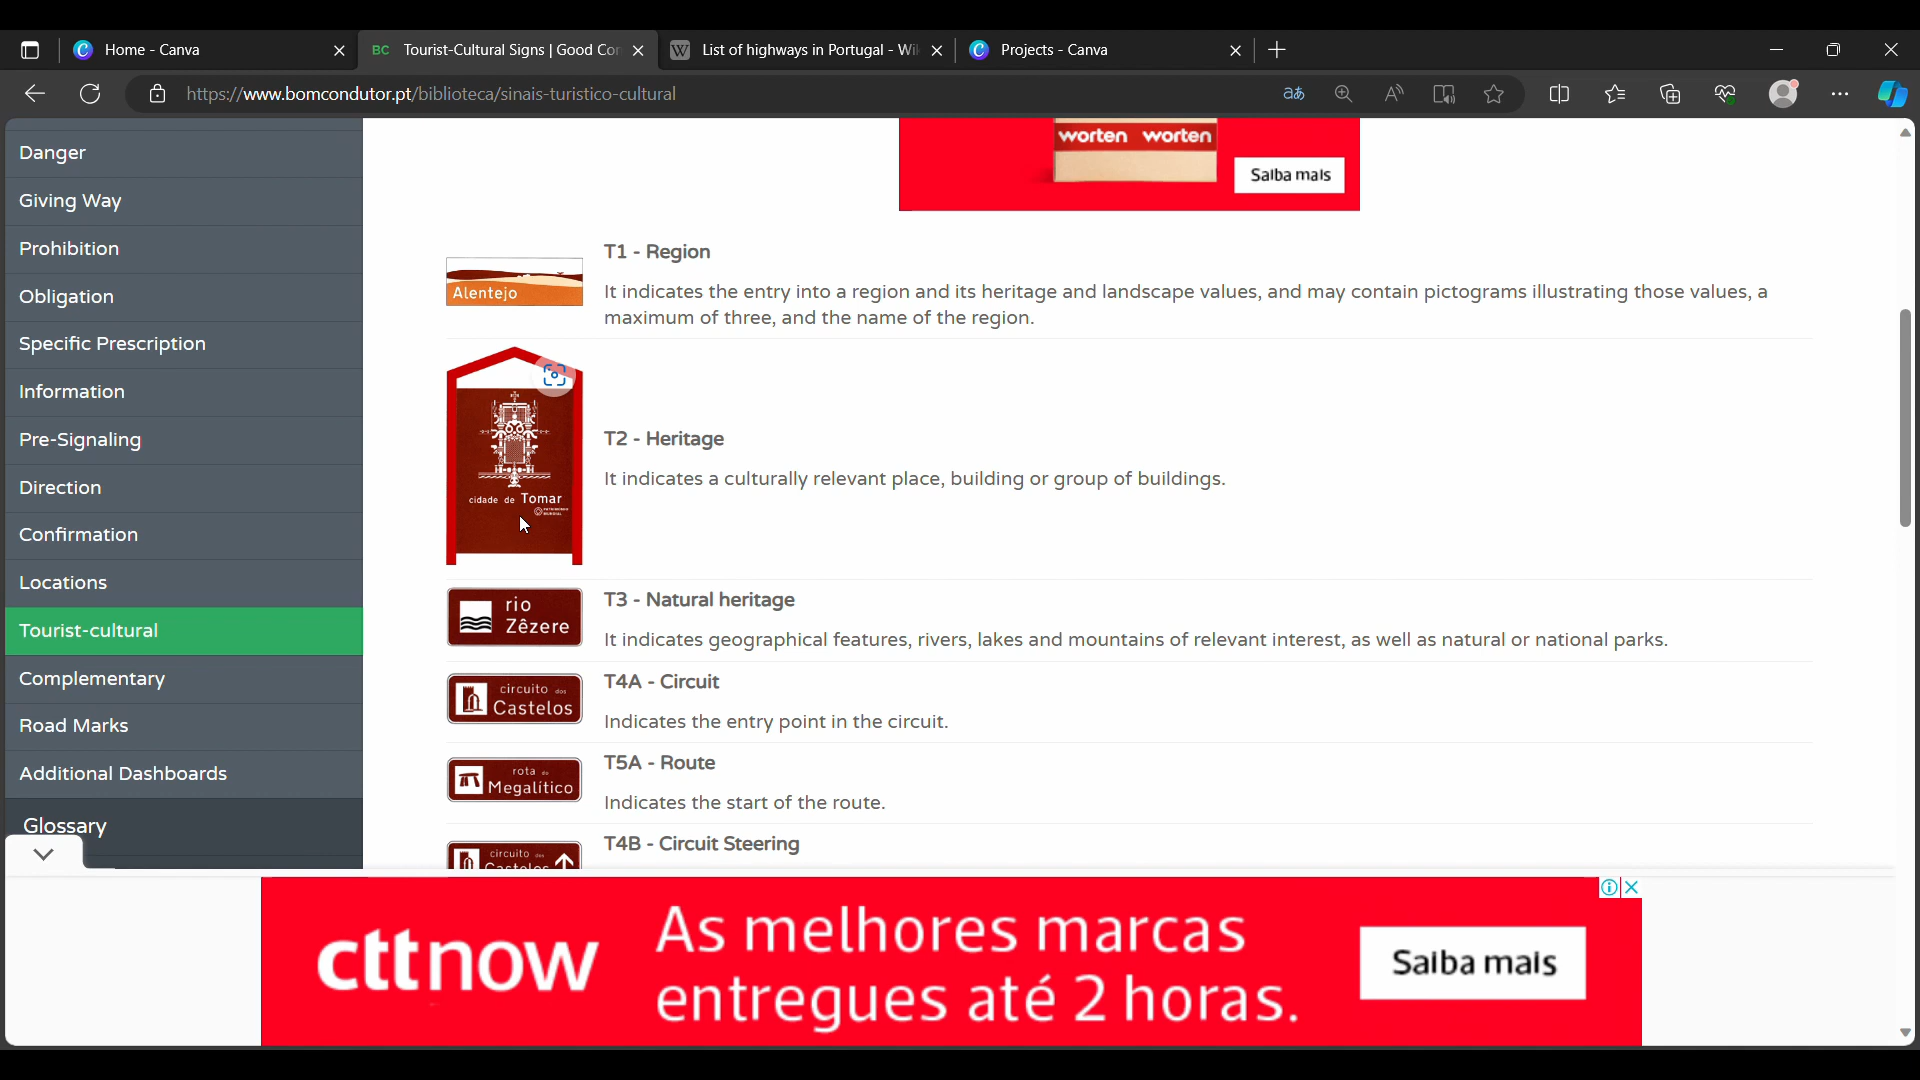 Home - Canva
BC Tourist-Cultural Signs | Good Con
W List of highways in Portugal - Wik
Projects - Canva
https://www.bomcondutor.pt/biblioteca/sinais-turistico-cultural
Danger
Giving Way
Prohibition
Obligation
Specific Prescription
Information
Pre-Signaling
Direction
Confirmation
Locations
Tourist-cultural
Complementary
Road Marks
Additional Dashboards
Glossary
worten worten
Saiba mais
Alentejo
T1 - Region
It indicates the entry into a region and its heritage and landscape values, and may contain pictograms illustrating those values, a
maximum of three, and the name of the region.
cidade de Tomar
T2 - Heritage
It indicates a culturally relevant place, building or group of buildings.
rio
Zêzere
T3 - Natural heritage
It indicates geographical features, rivers, lakes and mountains of relevant interest, as well as natural or national parks.
circuito dos
Castelos
T4A - Circuit
Indicates the entry point in the circuit.
rota do
Megalítico
T5A - Route
Indicates the start of the route.
circuito dos
Castelos
T4B - Circuit Steering
cttnow
As melhores marcas
entregues até 2 horas.
Saiba mais